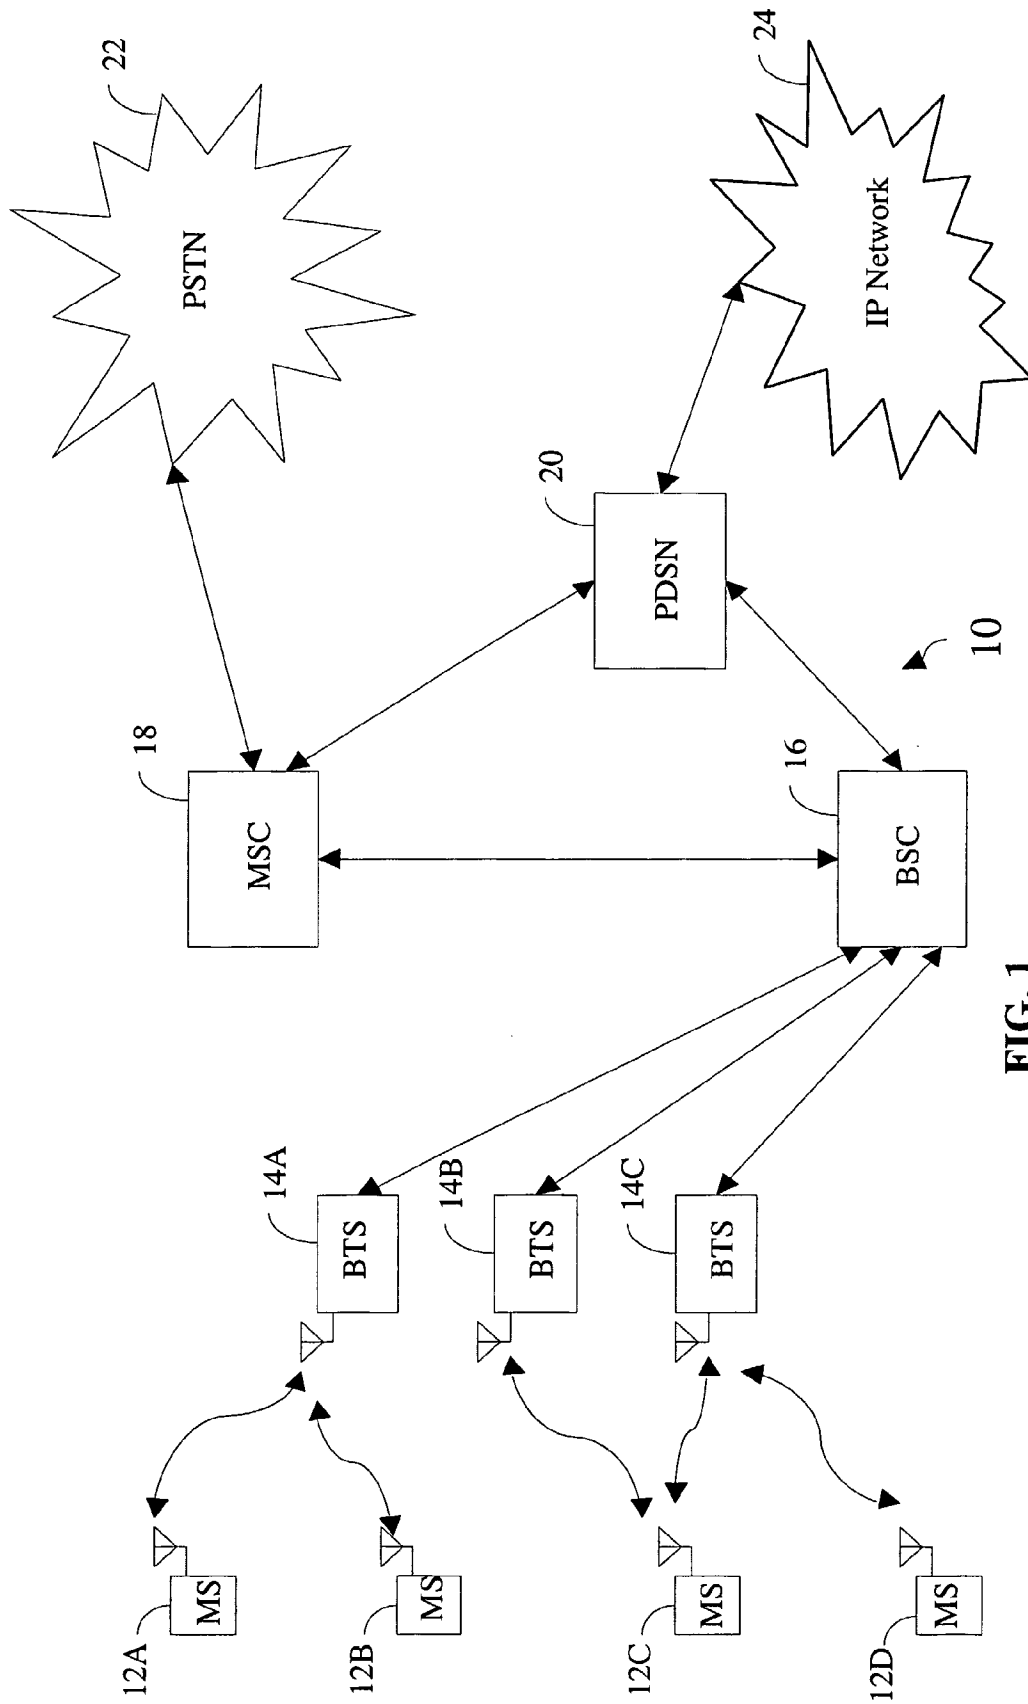 12A
MS
12B
MS
12C
MS
12D
MS
14A
BTS
14B
BTS
14C
BTS
18
MSC
16
BSC
10
20
PDSN
22
PSTN
24
IP Network
FIG. 1